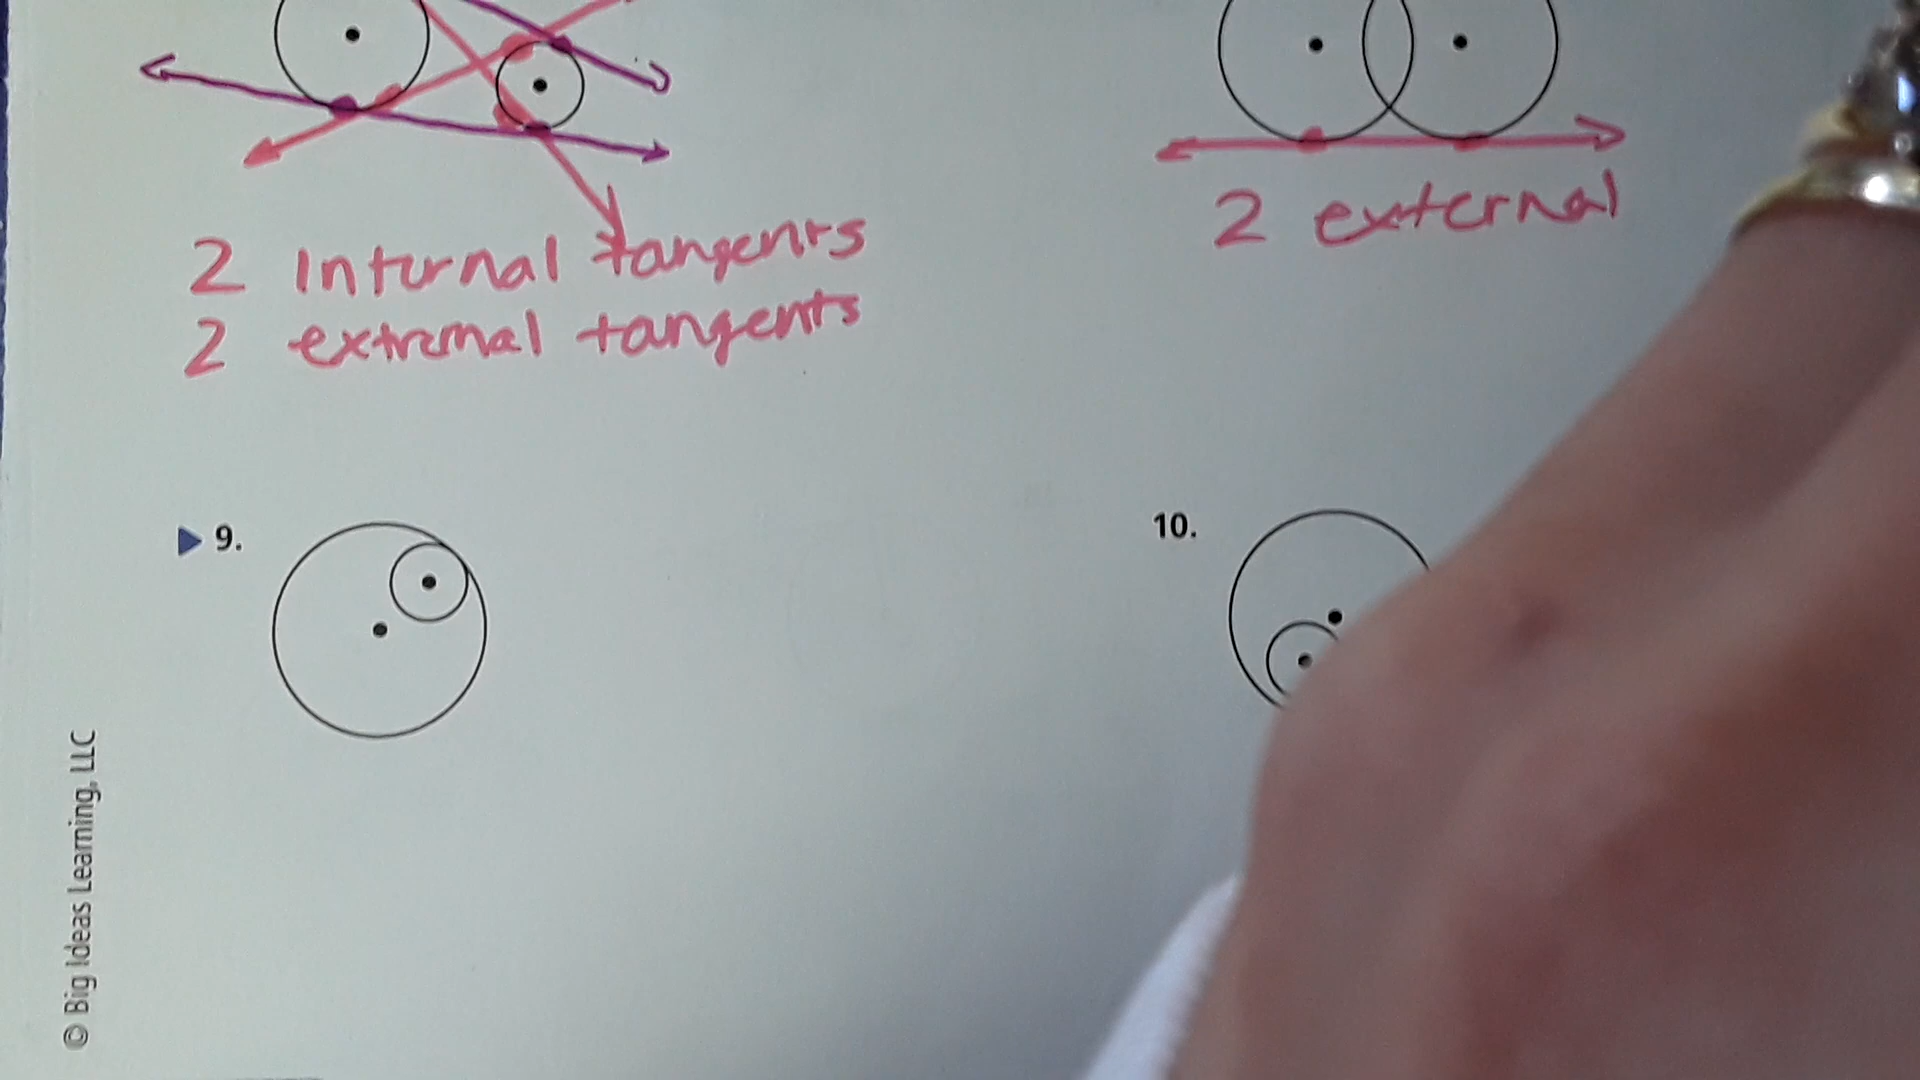 2 Internal tangents
2 external tangents
2 external
9.
10.
© Big Ideas Learning, LLC